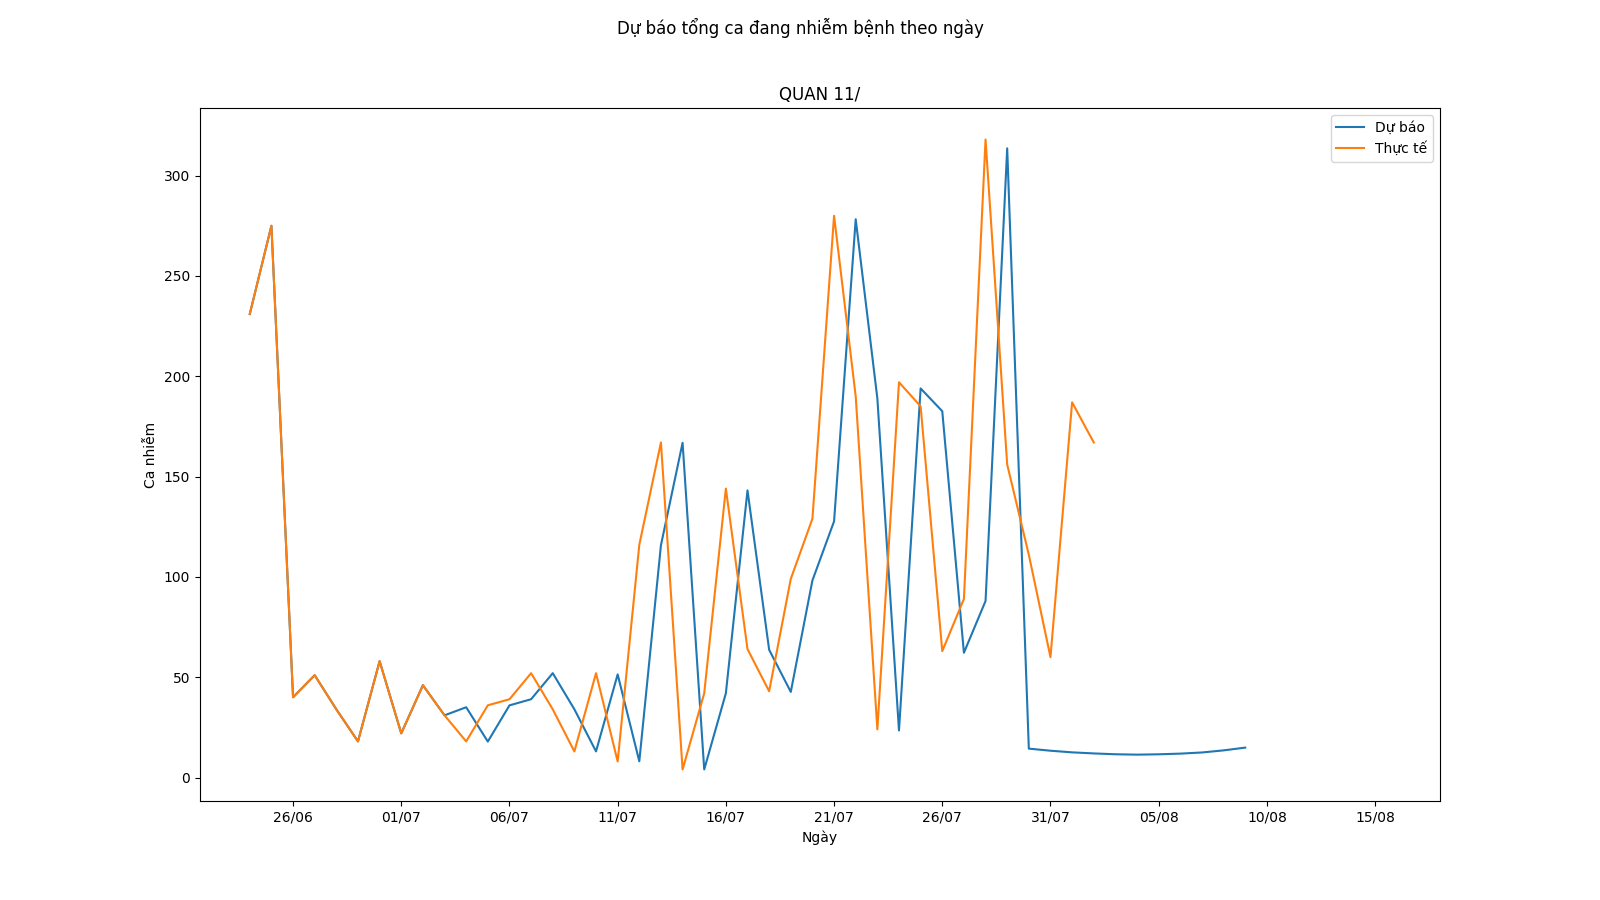 Dự báo tổng ca đang nhiễm bệnh theo ngày
QUAN 11/
Dự báo
Thực tế
Ca nhiễm
300
250
200
150
100
50
0
26/06 01/07 06/07 11/07 16/07 21/07 26/07 31/07 05/08 10/08 15/08
Ngày